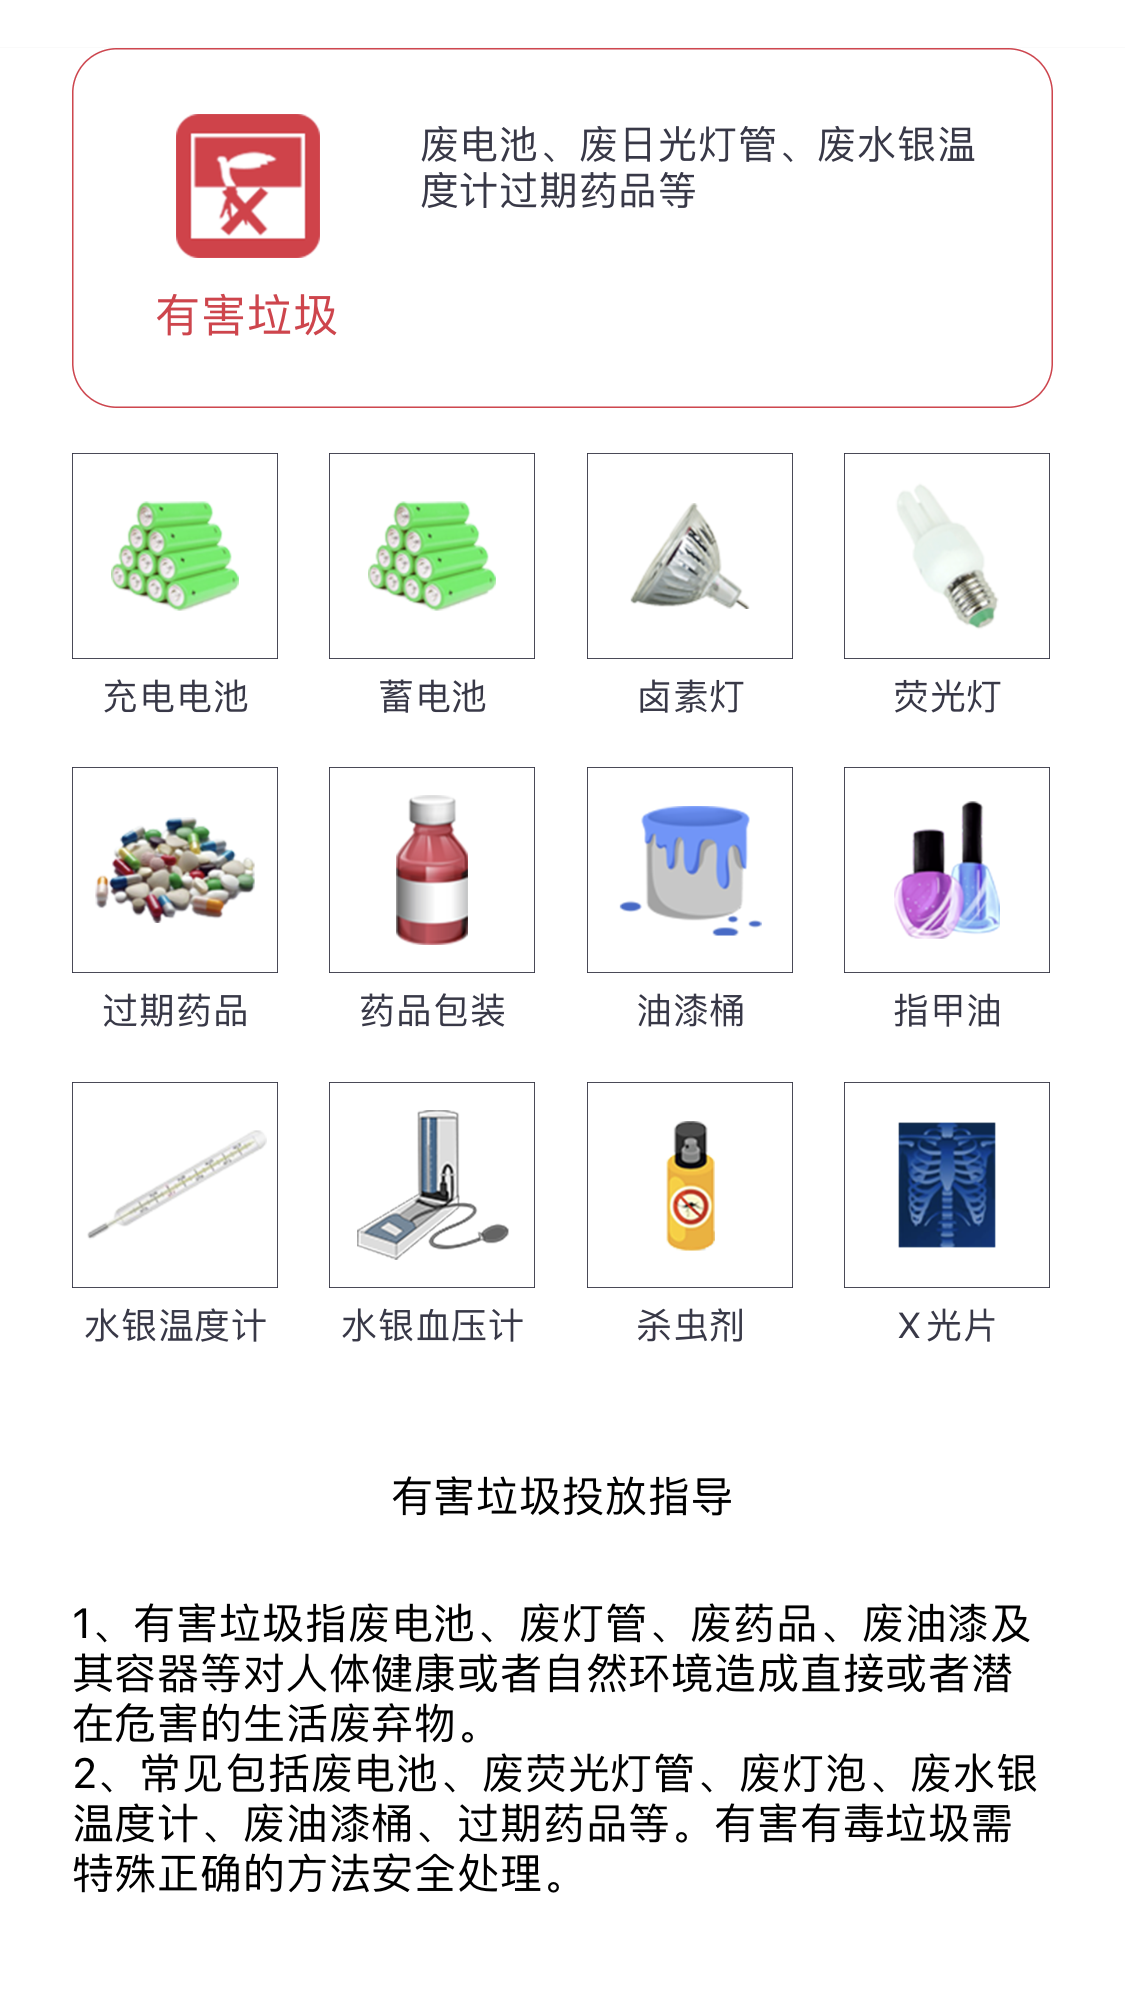 废电池、废日光灯管、废水银温
度计过期药品等
有害垃圾
充电电池
蓄电池
卤素灯
荧光灯
过期药品
药品包装
油漆桶
指甲油
水银温度计
水银血压计
杀虫剂
X光片
有害垃圾投放指导
1、有害垃圾指废电池、废灯管、废药品、废油漆及
其容器等对人体健康或者自然环境造成直接或者潜
在危害的生活废弃物。
2、常见包括废电池、废荧光灯管、废灯泡、废水银
温度计、废油漆桶、过期药品等。有害有毒垃圾需
特殊正确的方法安全处理。